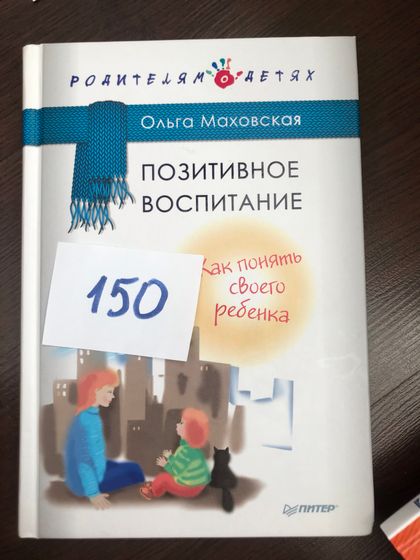 РОДИТЕЛЯМ О ДЕТЯХ
Ольга Маховская
ПОЗИТИВНОЕ
ВОСПИТАНИЕ
Как понять
своего
ребенка
150
ПИТЕР